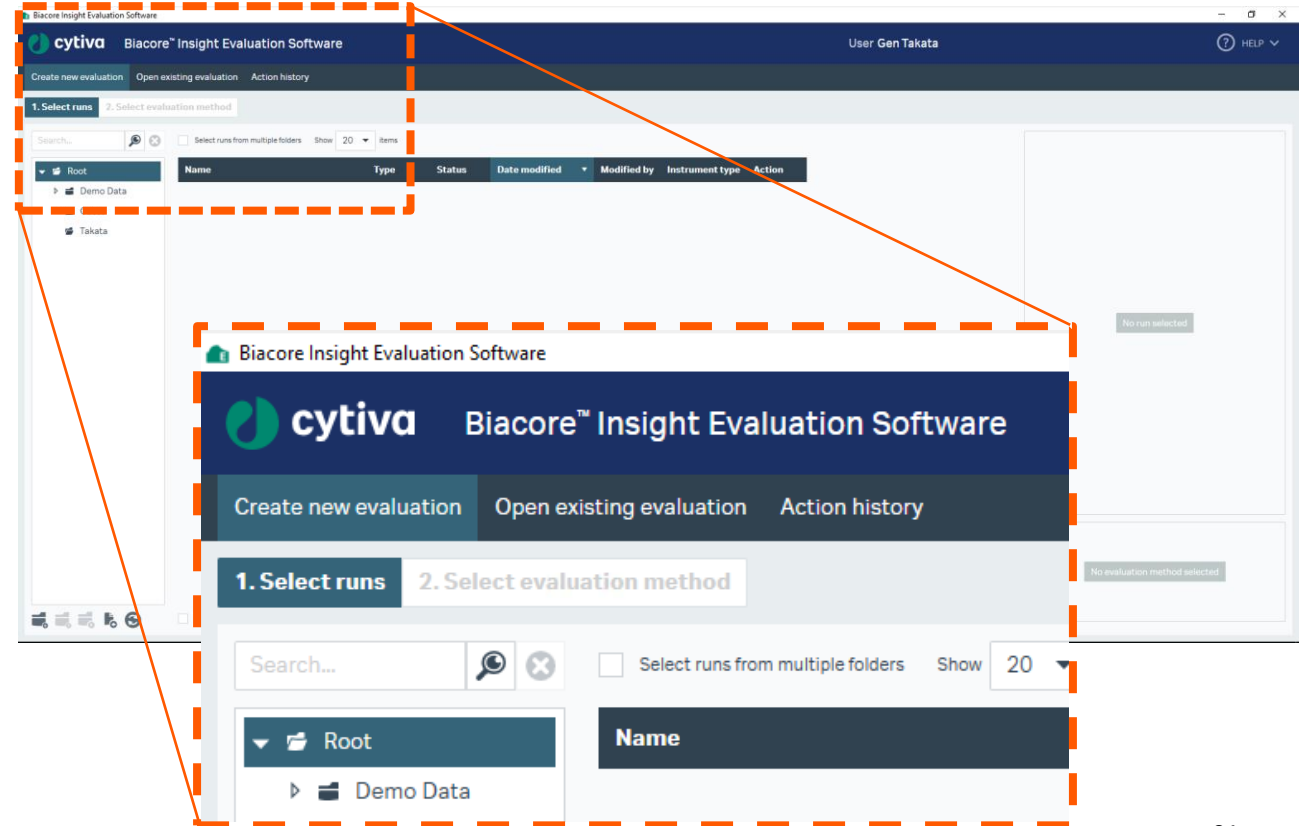 Biacore Insight Evaluation Software
cytiva Biacore™ Insight Evaluation Software User Gen Takata ? HELP
Create new evaluation Open existing evaluation Action history
1. Select runs 2. Select evaluation method
Search... Select runs from multiple folders Show 20 items
Root Name Type Status Date modified Modified by Instrument type Action
Demo Data
Takata
No run selected
Biacore Insight Evaluation Software
cytiva Biacore™ Insight Evaluation Software
Create new evaluation Open existing evaluation Action history
1. Select runs 2. Select evaluation method
No evaluation method selected
Search... Select runs from multiple folders Show 20
Root Name
Demo Data